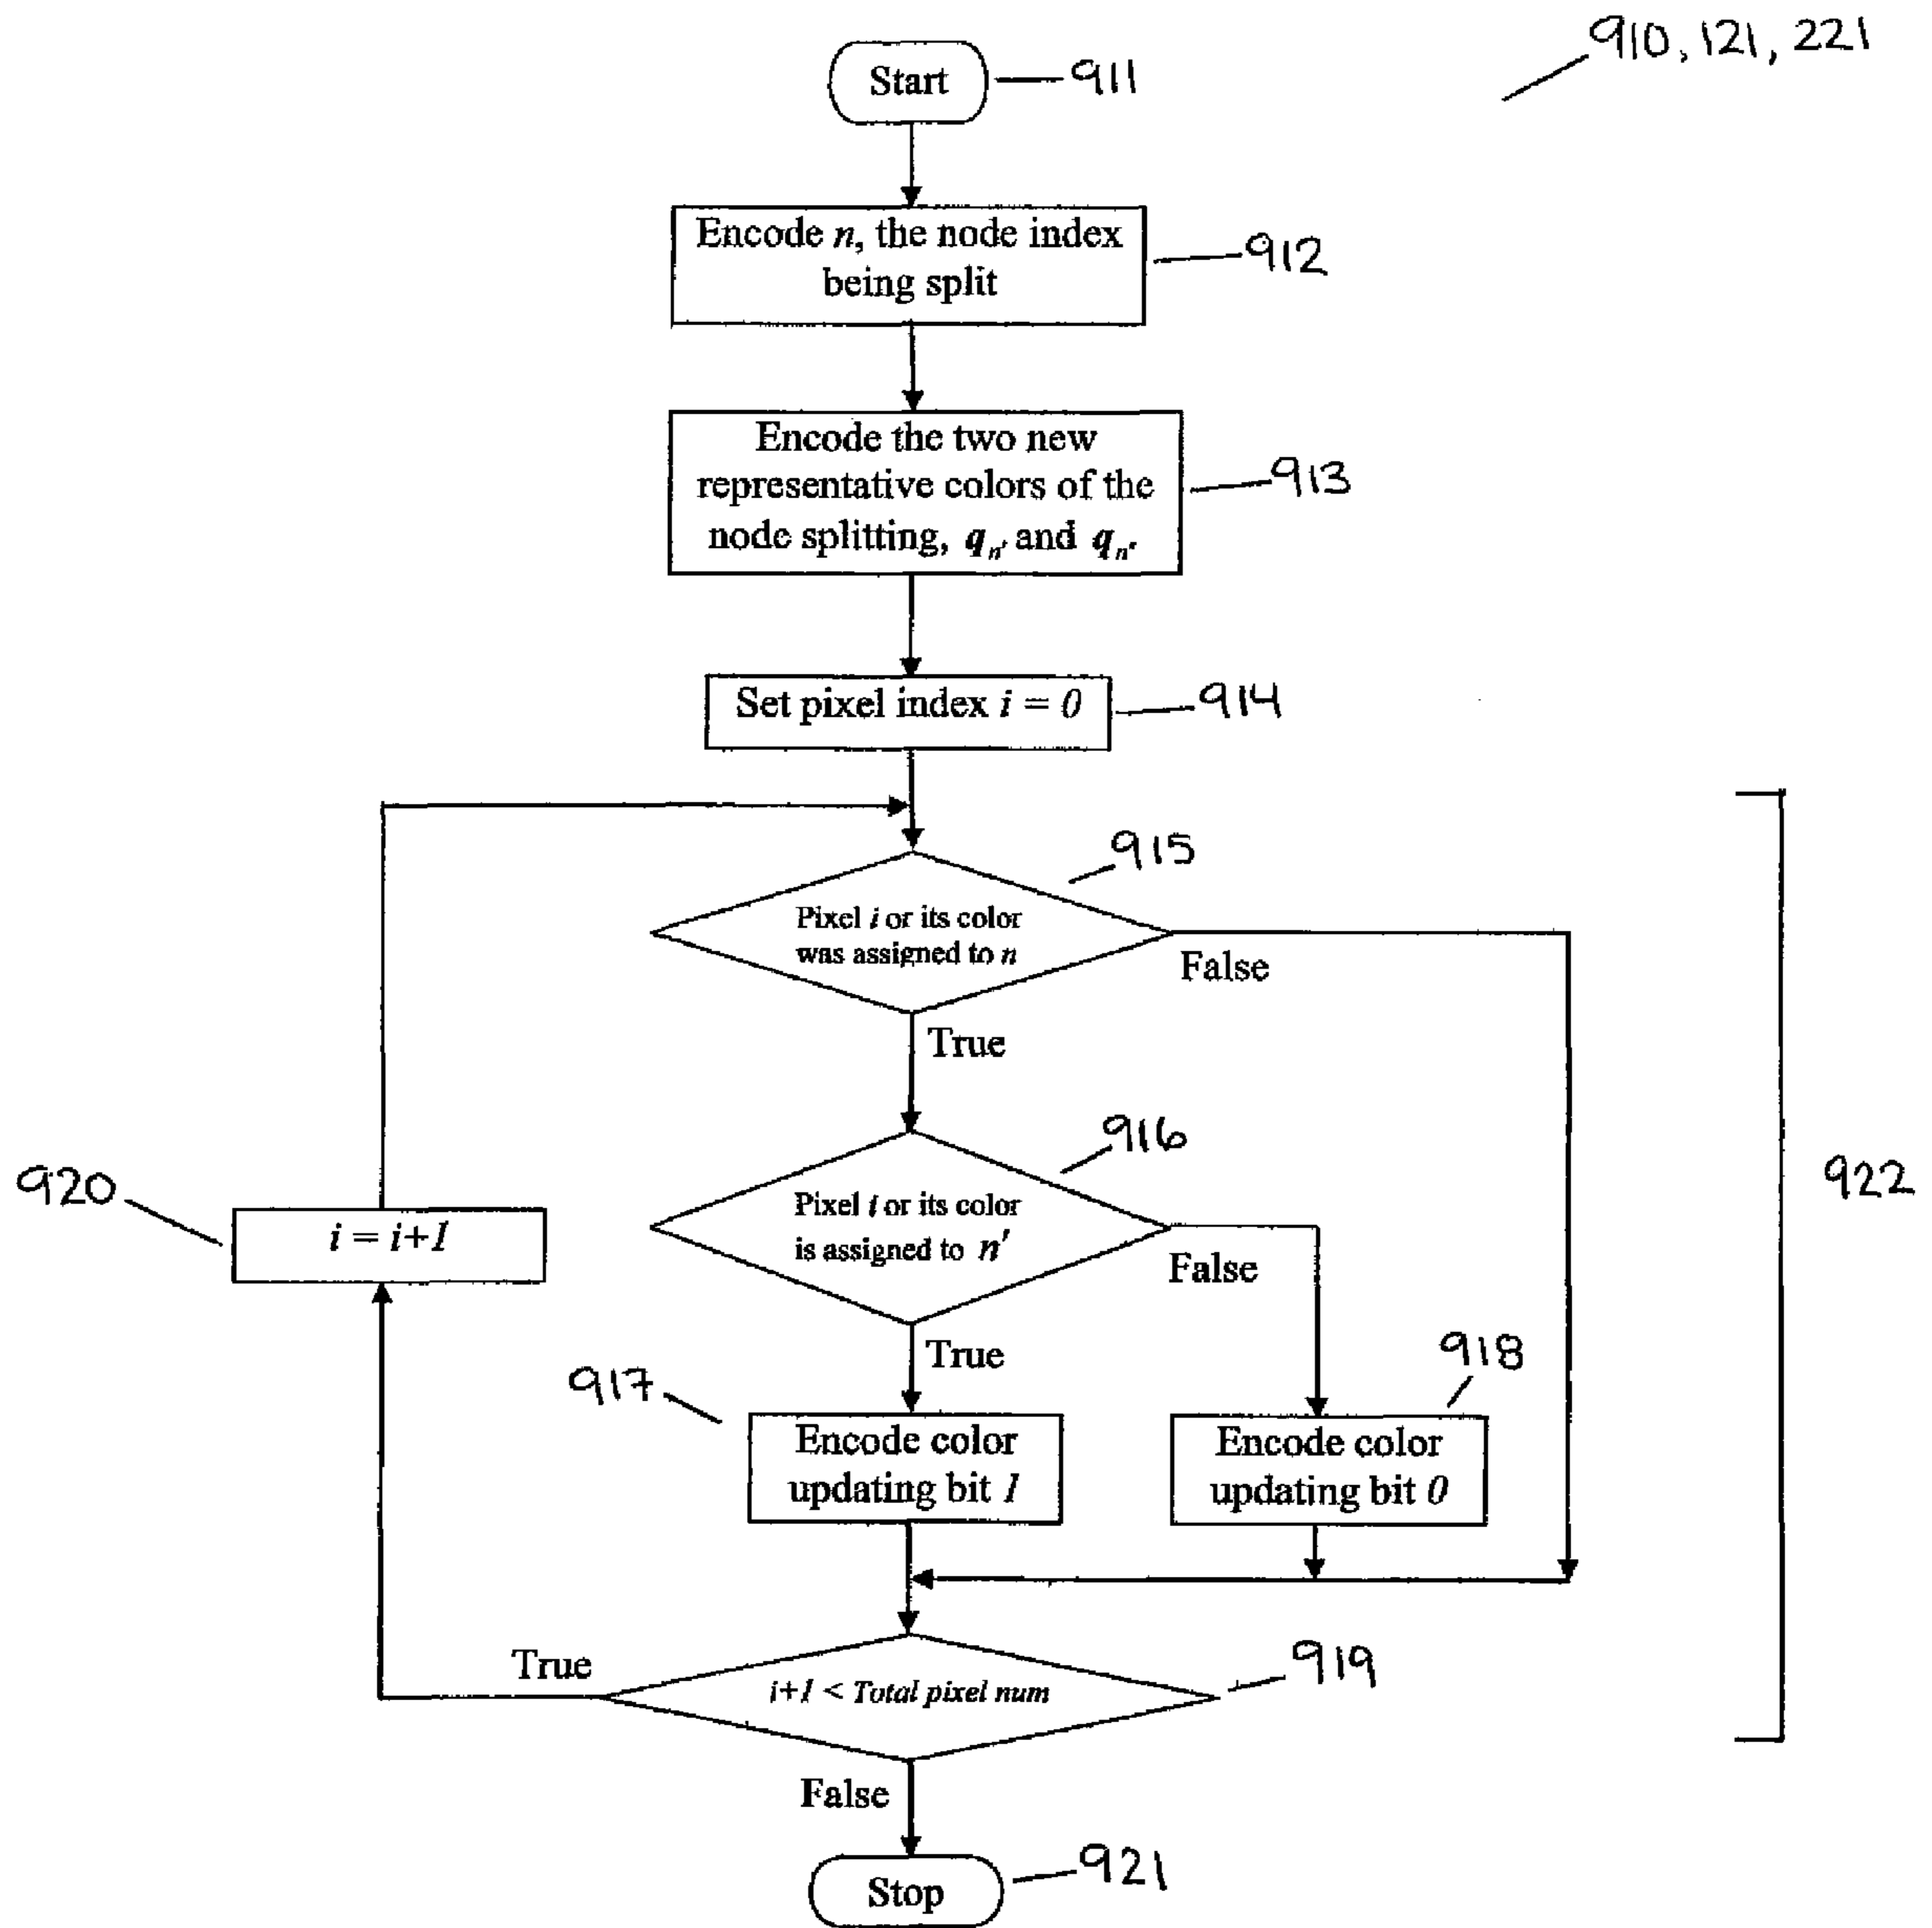 910, 121, 221
Start
911
Encode n, the node index
being split
912
Encode the two new
representative colors of the
node splitting, qn' and qn"
913
Set pixel index i = 0
914
915
Pixel i or its color
was assigned to n
False
True
916
Pixel i or its color
is assigned to n'
False
True
920
i = i+1
922
917
Encode color
updating bit 1
918
Encode color
updating bit 0
True
i+1 < Total pixel num
919
False
Stop
921